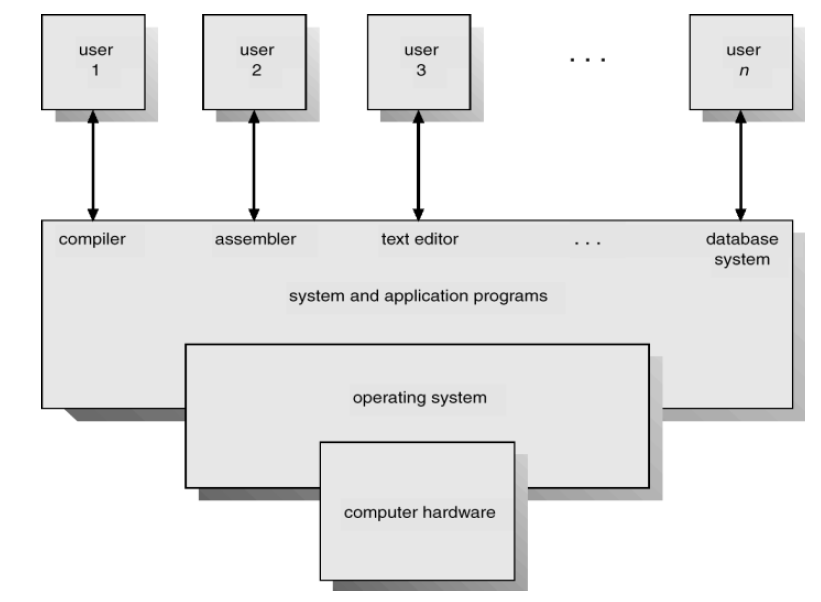 user
1
user
2
user
3
. . .
user
n
compiler
assembler
text editor
. . .
database
system
system and application programs
operating system
computer hardware